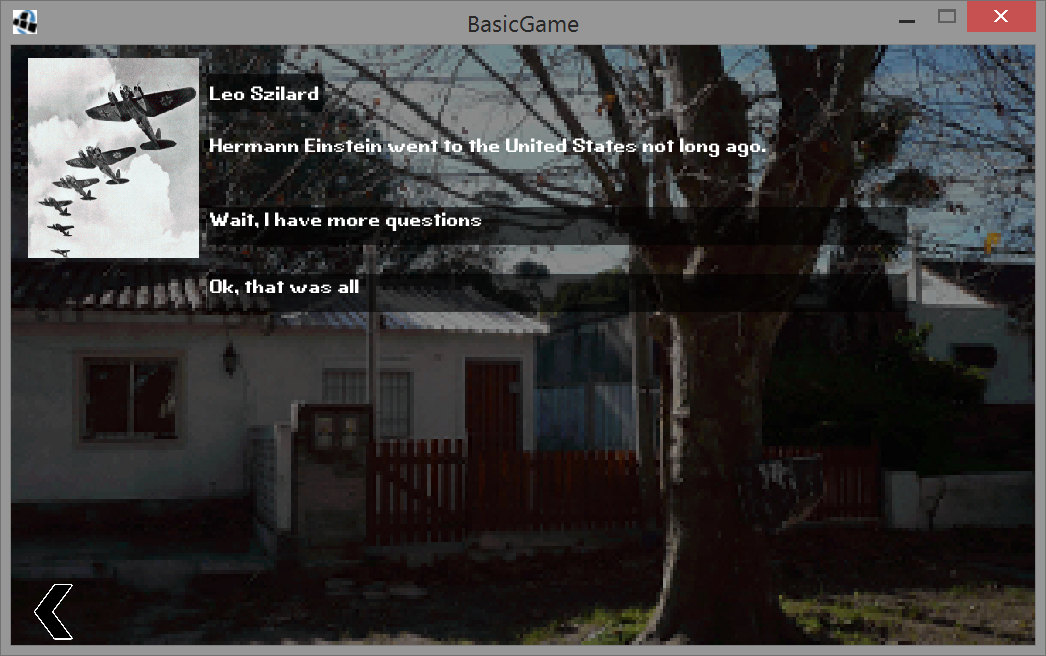 BasicGame
Leo Szilard
Hermann Einstein went to the United States not long ago.
Wait, I have more questions
Ok, that was all